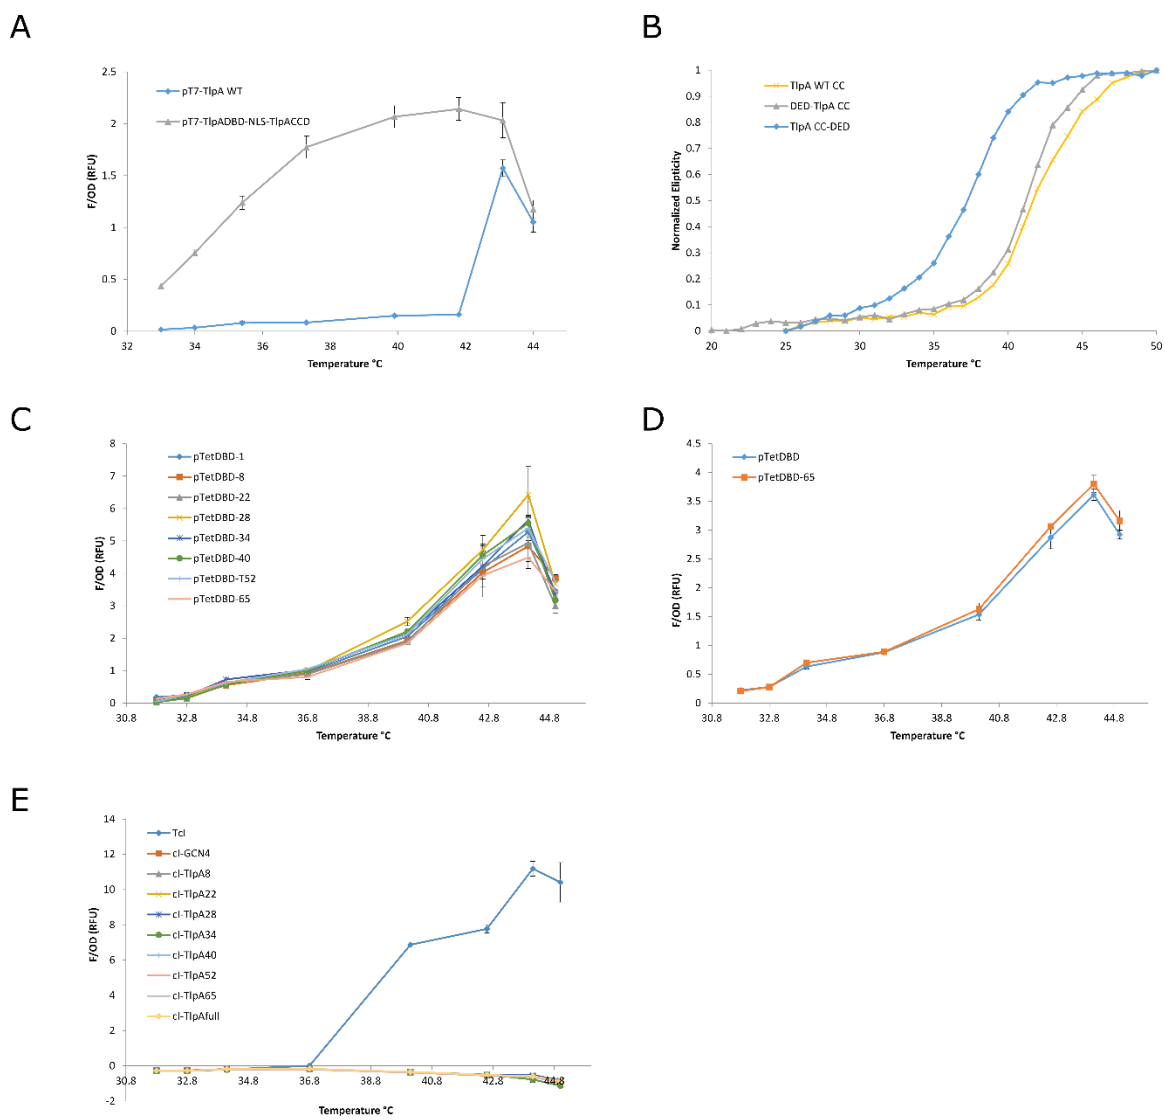 A
pT7-TlpA WT
pT7-TlpADBD-NLS-TlpACCD
F/OD (RFU)
2.5
2
1.5
1
0.5
0
32 34 36 38 40 42 44
Temperature °C
B
TlpA WT CC
DED-TlpA CC
TlpA CC-DED
Normalized Elipticity
1
0.9
0.8
0.7
0.6
0.5
0.4
0.3
0.2
0.1
0
20 25 30 35 40 45 50
Temperature °C
C
pTetDBD-1
pTetDBD-8
pTetDBD-22
pTetDBD-28
pTetDBD-34
pTetDBD-40
pTetDBD-T52
pTetDBD-65
F/OD (RFU)
8
7
6
5
4
3
2
1
0
30.8 32.8 34.8 36.8 38.8 40.8 42.8 44.8
Temperature °C
D
pTetDBD
pTetDBD-65
F/OD (RFU)
4.5
4
3.5
3
2.5
2
1.5
1
0.5
0
30.8 32.8 34.8 36.8 38.8 40.8 42.8 44.8
Temperature °C
E
TcI
cI-GCN4
cI-TlpA8
cI-TlpA22
cI-TlpA28
cI-TlpA34
cI-TlpA40
cI-TlpA52
cI-TlpA65
cI-TlpAfull
F/OD (RFU)
14
12
10
8
6
4
2
0
-2
30.8 32.8 34.8 36.8 38.8 40.8 42.8 44.8
Temperature °C